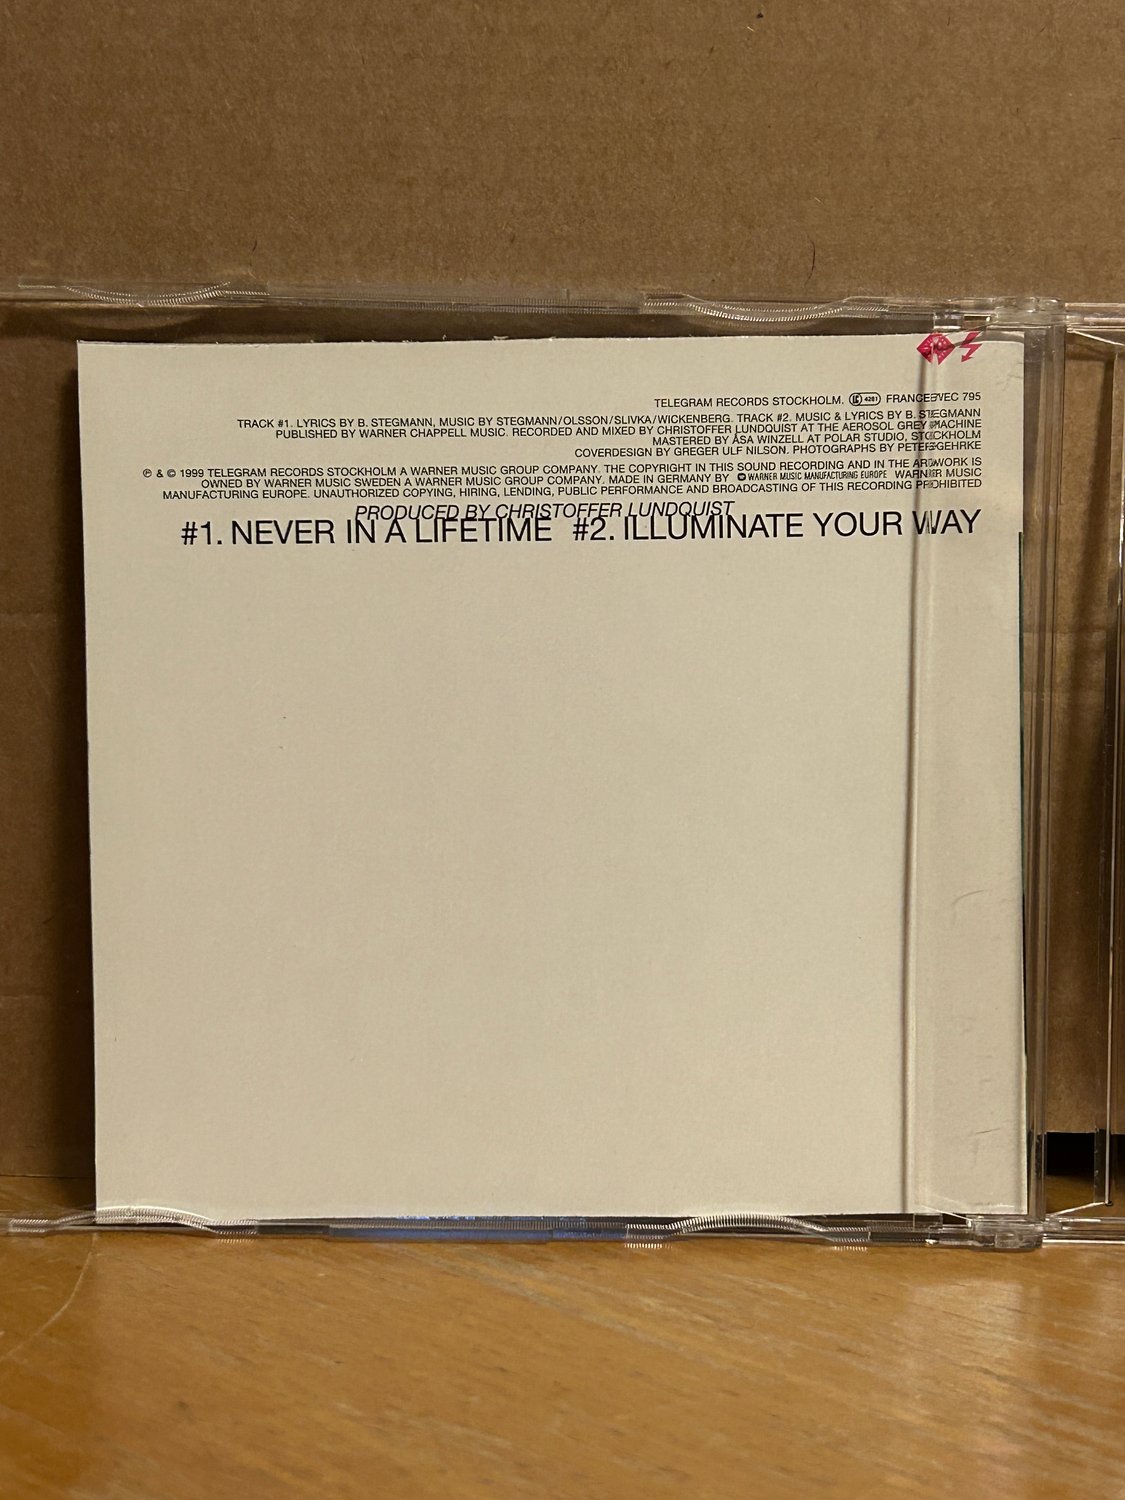 TELEGRAM RECORDS STOCKHOLM. LC 4281 FRANCE: WEC 795
TRACK #1. LYRICS BY B. STEGMANN, MUSIC BY STEGMANN/OLSSON/SLIVKA/WICKENBERG. TRACK #2. MUSIC & LYRICS BY B. STEGMANN
PUBLISHED BY WARNER CHAPPELL MUSIC. RECORDED AND MIXED BY CHRISTOFFER LUNDQUIST AT THE AEROSOL GREY MACHINE
MASTERED BY ÅSA WINZELL AT POLAR STUDIO, STOCKHOLM
COVERDESIGN BY GREGER ULF NILSON. PHOTOGRAPHS BY PETER GEHRKE
℗ & © 1999 TELEGRAM RECORDS STOCKHOLM A WARNER MUSIC GROUP COMPANY. THE COPYRIGHT IN THIS SOUND RECORDING AND IN THE ARTWORK IS
OWNED BY WARNER MUSIC SWEDEN A WARNER MUSIC GROUP COMPANY. MADE IN GERMANY BY WARNER MUSIC MANUFACTURING EUROPE WARNER MUSIC
MANUFACTURING EUROPE. UNAUTHORIZED COPYING, HIRING, LENDING, PUBLIC PERFORMANCE AND BROADCASTING OF THIS RECORDING PROHIBITED
PRODUCED BY CHRISTOFFER LUNDQUIST
#1. NEVER IN A LIFETIME #2. ILLUMINATE YOUR WAY